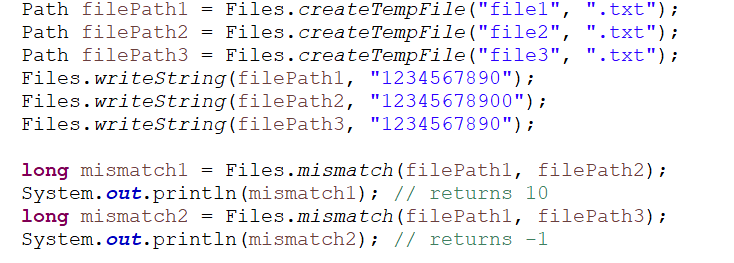 Path filePath1 = Files.createTempFile("file1", ".txt");
Path filePath2 = Files.createTempFile("file2", ".txt");
Path filePath3 = Files.createTempFile("file3", ".txt");
Files.writeString(filePath1, "1234567890");
Files.writeString(filePath2, "12345678900");
Files.writeString(filePath3, "1234567890");
long mismatch1 = Files.mismatch(filePath1, filePath2);
System.out.println(mismatch1); // returns 10
long mismatch2 = Files.mismatch(filePath1, filePath3);
System.out.println(mismatch2); // returns -1